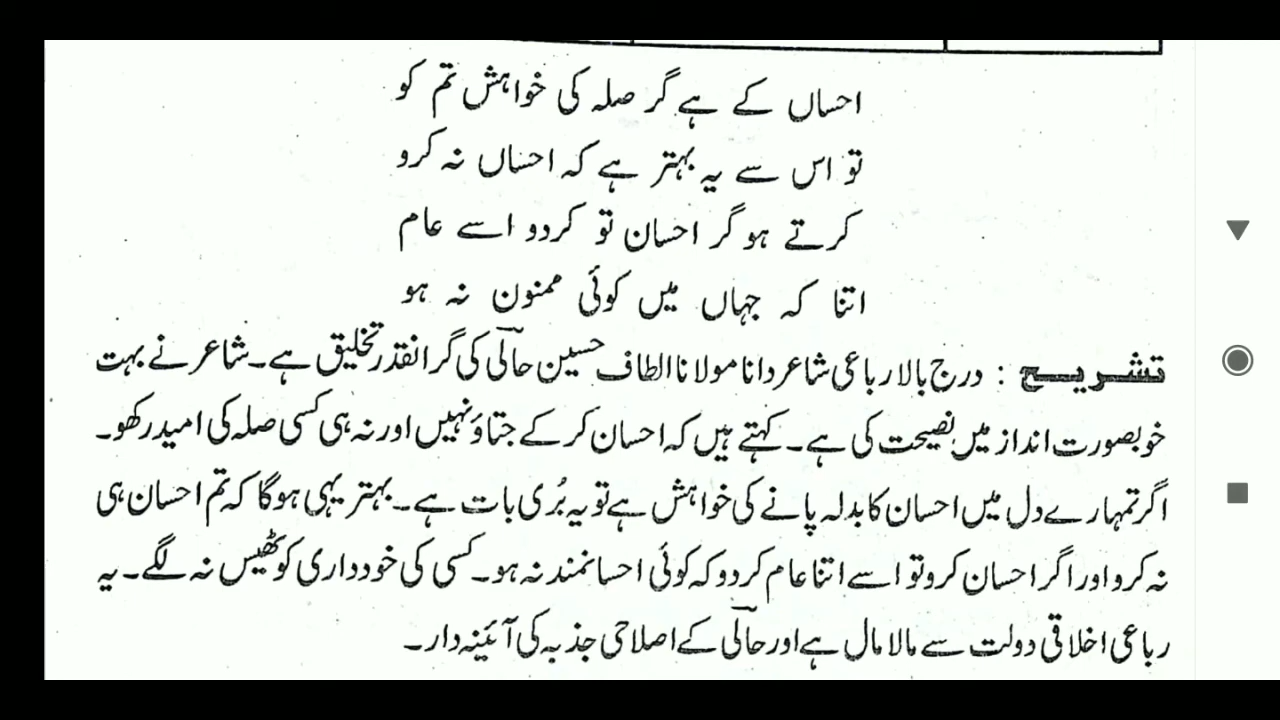 احساں کے ہے گر صلہ کی خواہش تم کو
تو اس سے یہ بہتر ہے کہ احساں نہ کرو
کرتے ہو گر احسان تو کردو اسے عام
اتنا کہ جہاں میں کوئی ممنون نہ ہو
تشریح : درج بالا رباعی شاعر دانا مولانا الطاف حسین حالؔی کی گرانقدر تخلیق ہے۔ شاعر نے بہت
خوبصورت انداز میں نصیحت کی ہے۔ کہتے ہیں کہ احسان کر کے جتاؤ نہیں اور نہ ہی کسی صلہ کی امید رکھو۔
اگر تمہارے دل میں احسان کا بدلہ پانے کی خواہش ہے تو یہ بُری بات ہے۔ بہتر یہی ہوگا کہ تم احسان ہی
نہ کرو اور اگر احسان کرو تو اسے اتنا عام کردو کہ کوئی احسانمند نہ ہو۔ کسی کی خودداری کو ٹھیس نہ لگے۔ یہ
رباعی اخلاقی دولت سے مالا مال ہے اور حالؔی کے اصلاحی جذبہ کی آئینہ دار۔